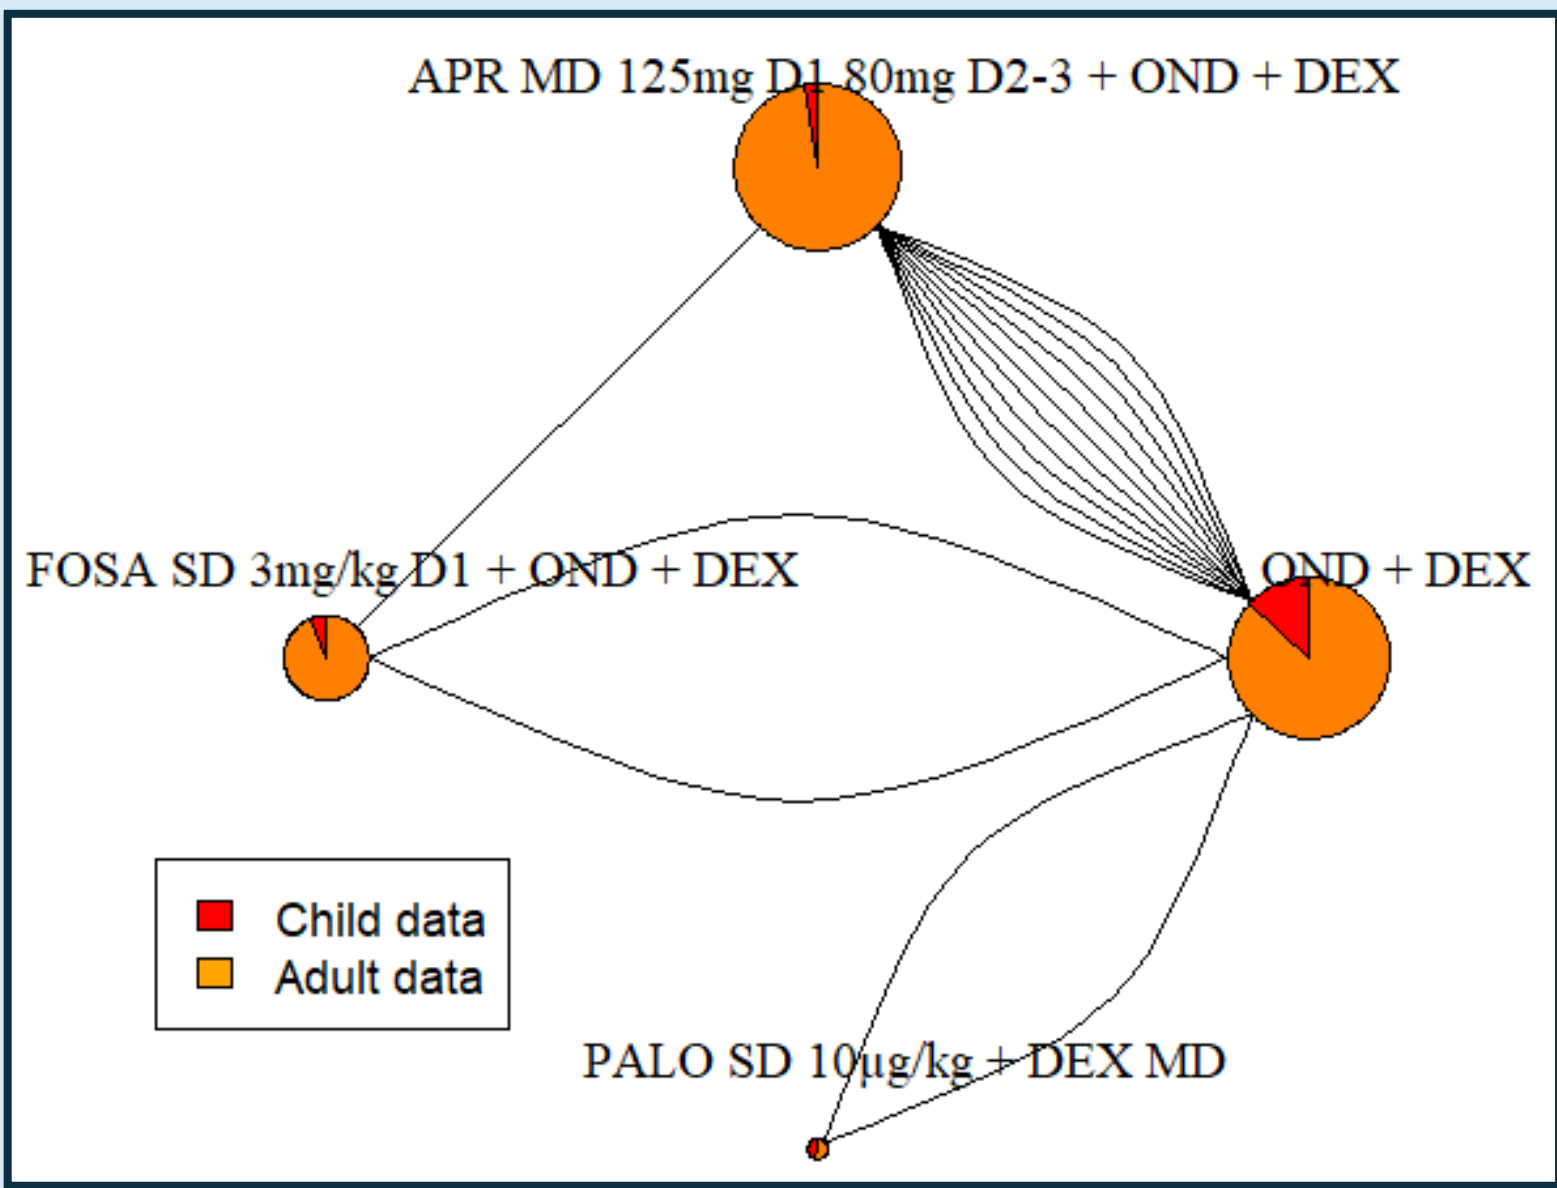 APR MD 125mg D1 80mg D2-3 + OND + DEX
FOSA SD 3mg/kg D1 + OND + DEX
OND + DEX
Child data
Adult data
PALO SD 10µg/kg + DEX MD